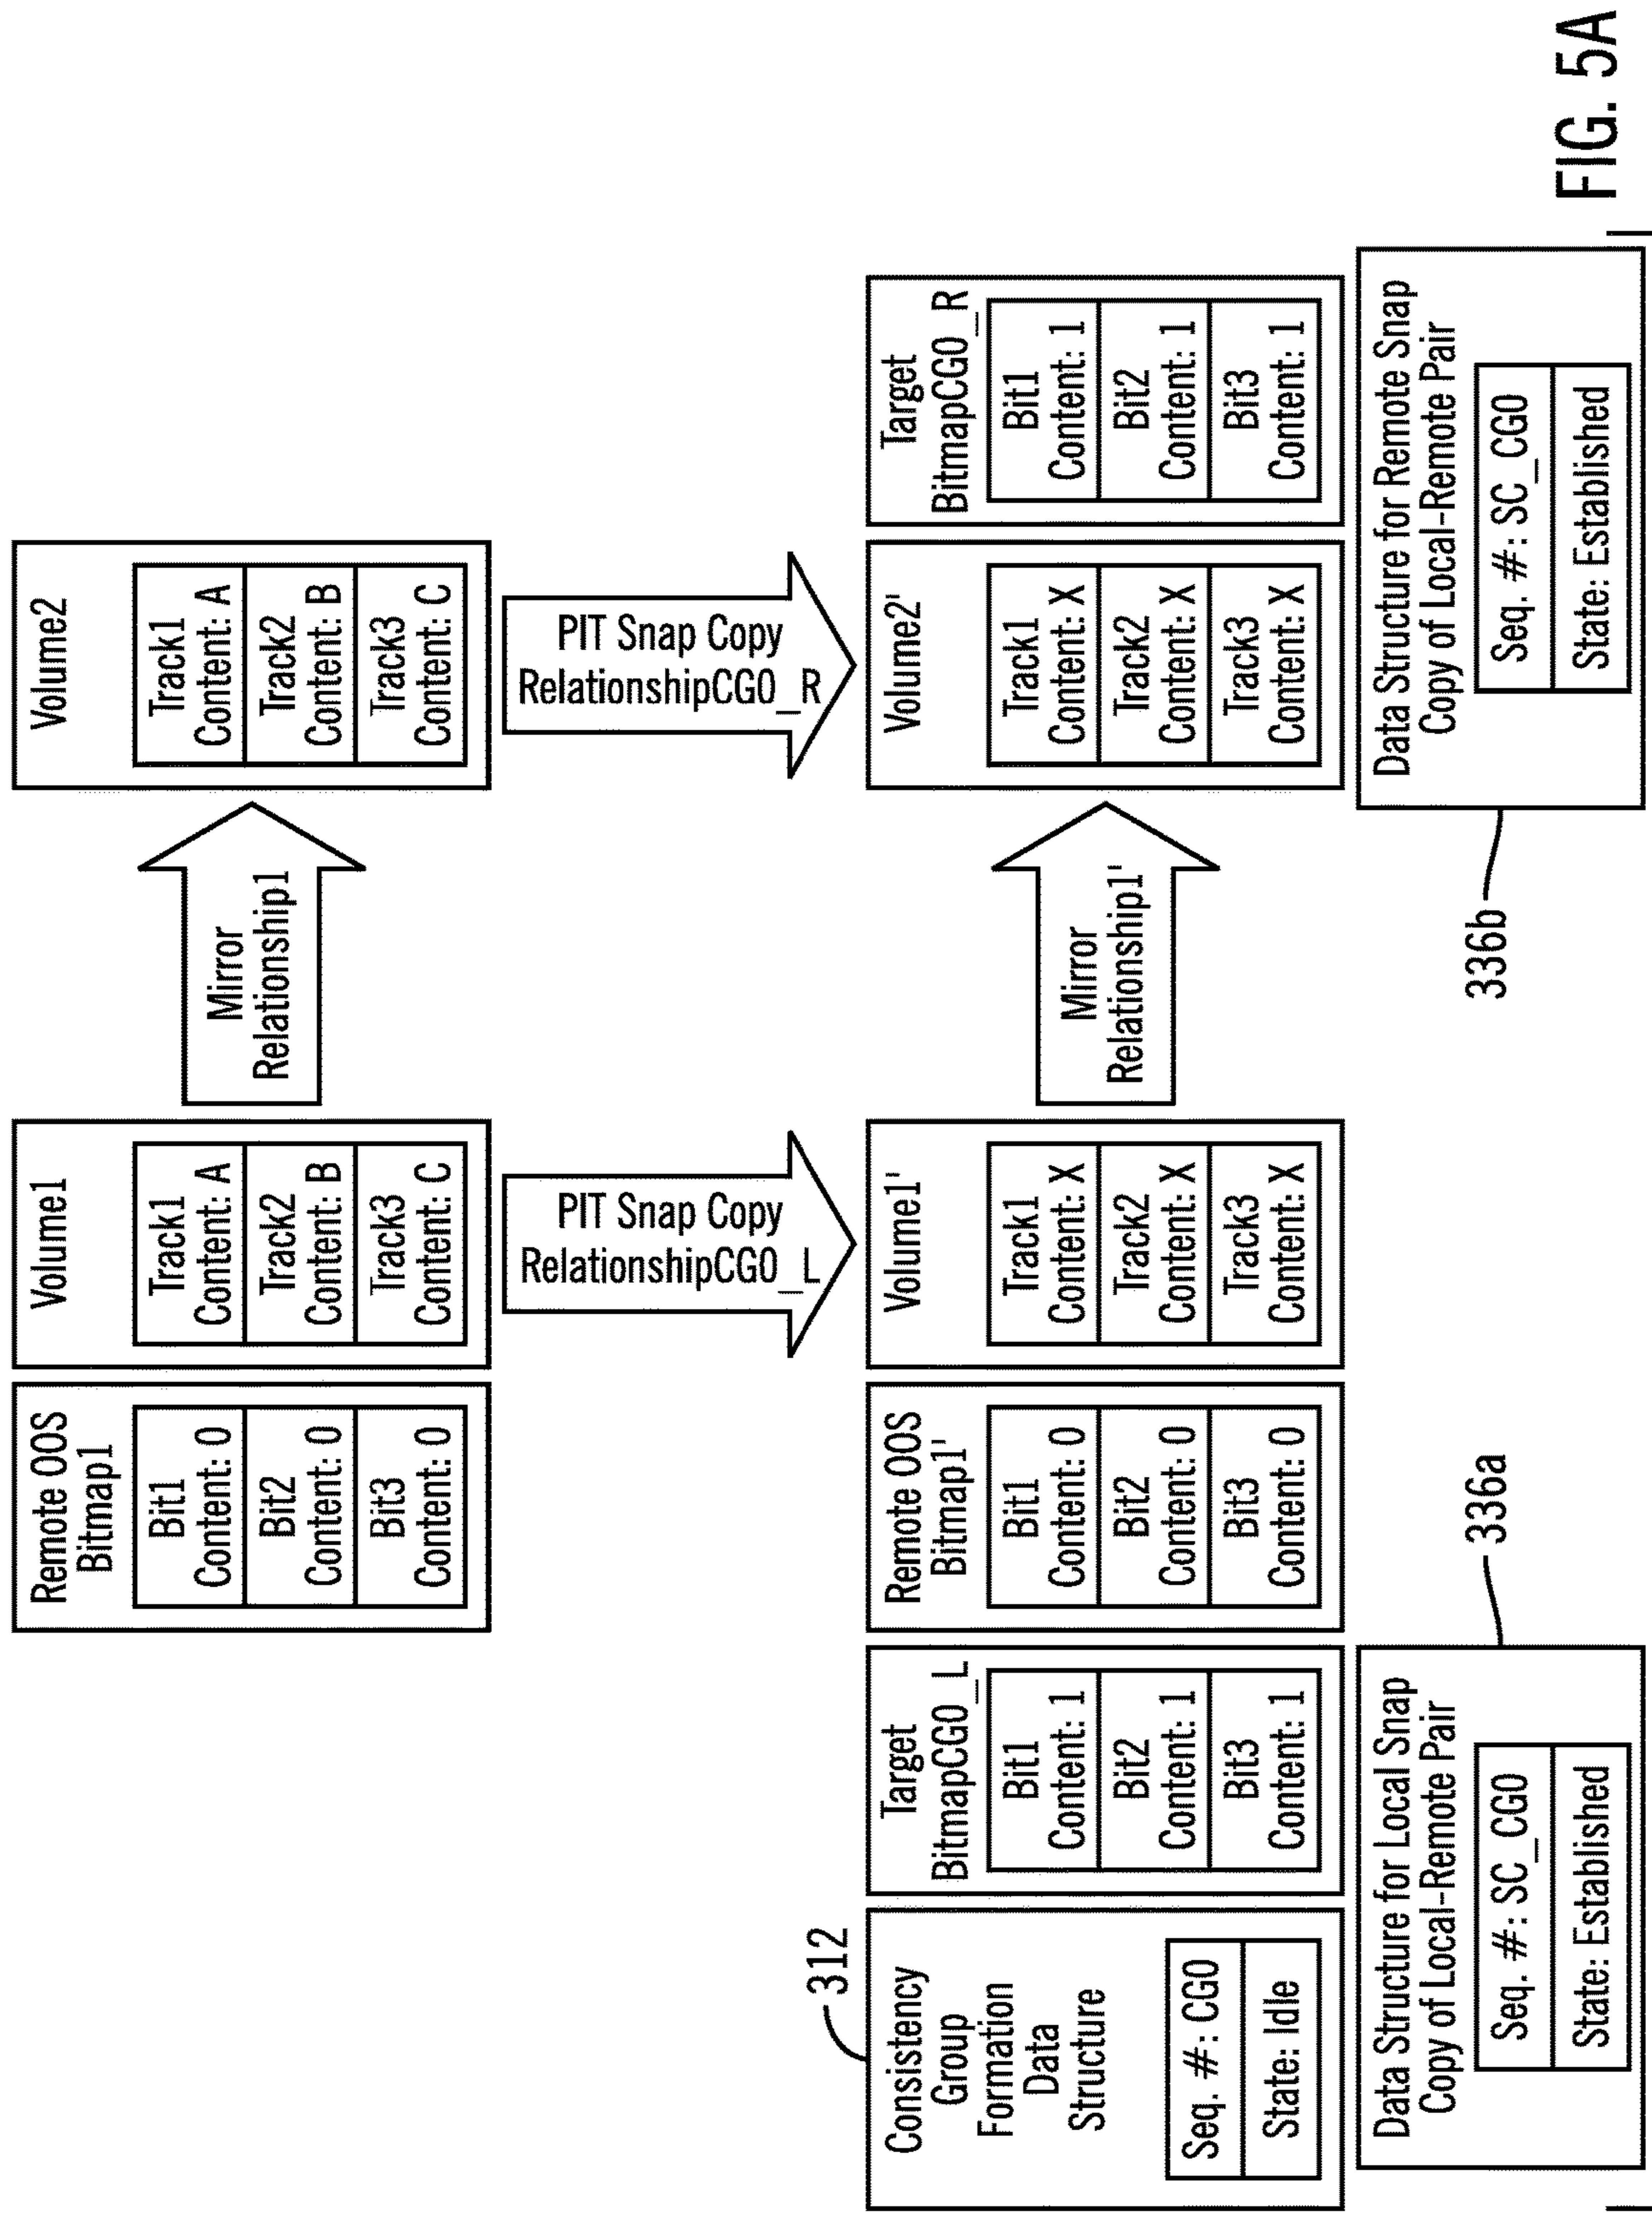 Remote OOS
Bitmap1
Bit1
Content: 0
Bit2
Content: 0
Bit3
Content: 0
Volume1
Track1
Content: A
Track2
Content: B
Track3
Content: C
Mirror
Relationship1
Volume2
Track1
Content: A
Track2
Content: B
Track3
Content: C
PIT Snap Copy
RelationshipCG0_L
PIT Snap Copy
RelationshipCG0_R
312
Consistency
Group
Formation
Data
Structure
Seq. #: CG0
State: Idle
Target
BitmapCG0_L
Bit1
Content: 1
Bit2
Content: 1
Bit3
Content: 1
Remote OOS
Bitmap1'
Bit1
Content: 0
Bit2
Content: 0
Bit3
Content: 0
Volume1'
Track1
Content: X
Track2
Content: X
Track3
Content: X
Mirror
Relationship1'
Volume2'
Track1
Content: X
Track2
Content: X
Track3
Content: X
Target
BitmapCG0_R
Bit1
Content: 1
Bit2
Content: 1
Bit3
Content: 1
Data Structure for Local Snap
Copy of Local-Remote Pair
Seq. #: SC_CG0
State: Established
336a
336b
Data Structure for Remote Snap
Copy of Local-Remote Pair
Seq. #: SC_CG0
State: Established
FIG. 5A